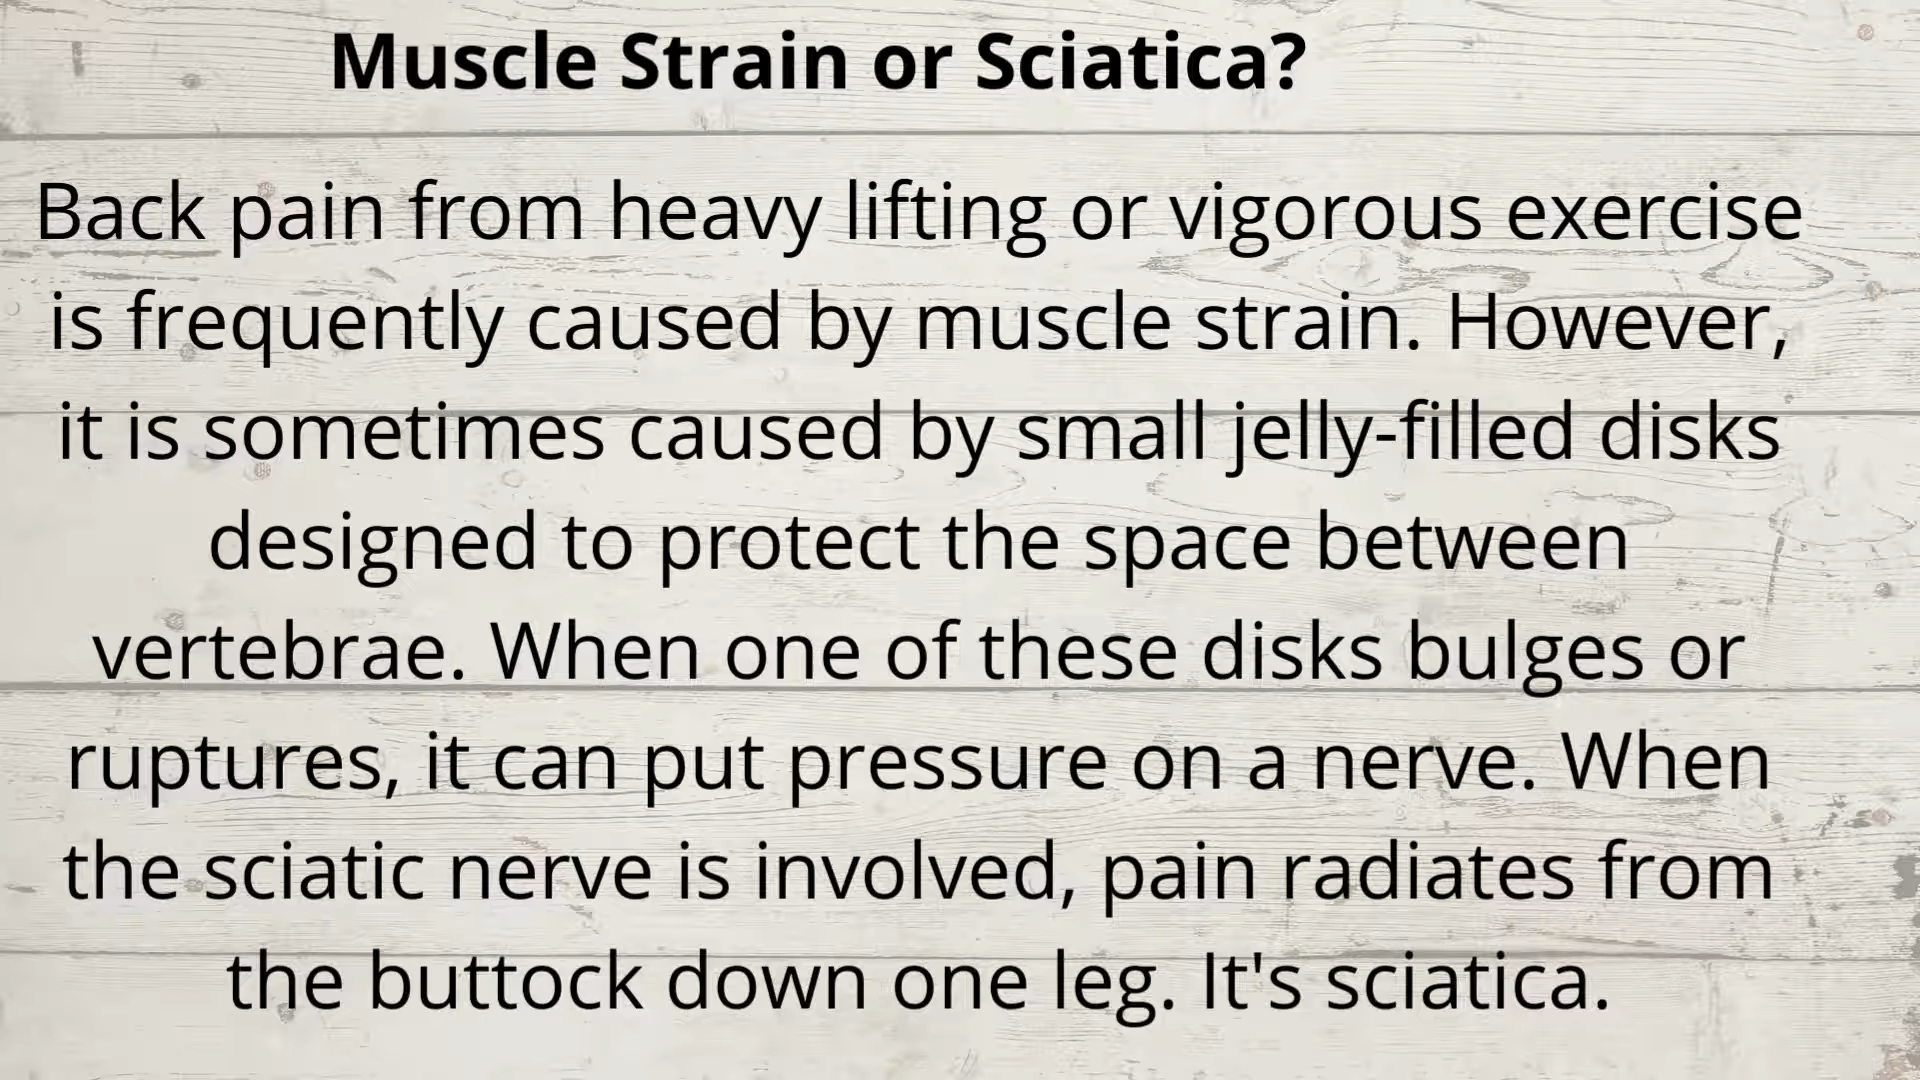 Muscle Strain or Sciatica?
Back pain from heavy lifting or vigorous exercise
is frequently caused by muscle strain. However,
it is sometimes caused by small jelly-filled disks
designed to protect the space between
vertebrae. When one of these disks bulges or
ruptures, it can put pressure on a nerve. When
the sciatic nerve is involved, pain radiates from
the buttock down one leg. It's sciatica.